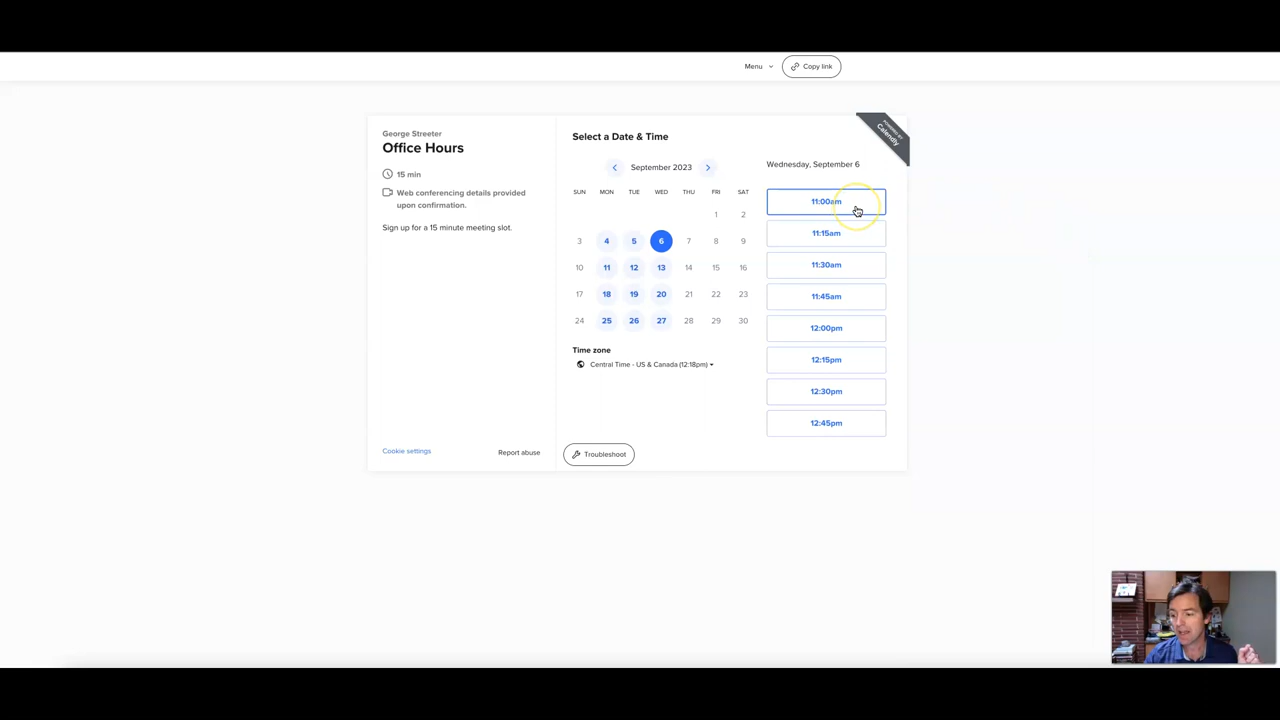 Menu
Copy link
George Streeter
Office Hours
15 min
Web conferencing details provided
upon confirmation.
Sign up for a 15 minute meeting slot.
Cookie settings
Report abuse
Select a Date & Time
September 2023
SUN MON TUE WED THU FRI SAT
1 2
3 4 5 6 7 8 9
10 11 12 13 14 15 16
17 18 19 20 21 22 23
24 25 26 27 28 29 30
Time zone
Central Time - US & Canada (12:18pm)
Troubleshoot
POWERED BY
Calendly
Wednesday, September 6
11:00am
11:15am
11:30am
11:45am
12:00pm
12:15pm
12:30pm
12:45pm